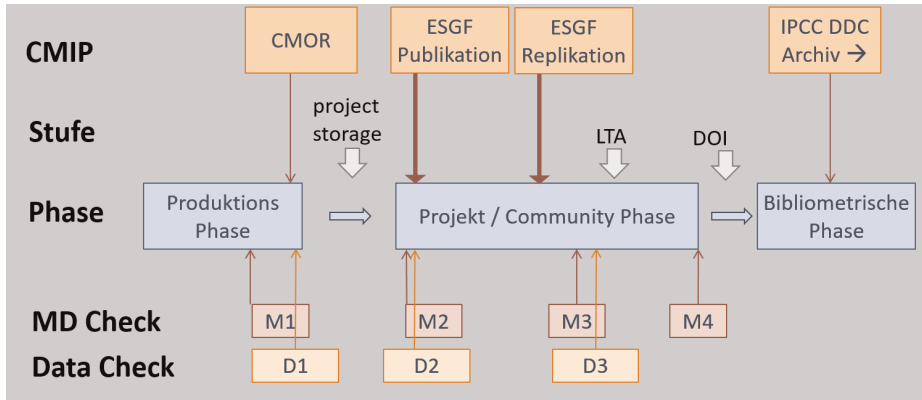 CMIP
CMOR
ESGF
Publikation
ESGF
Replikation
IPCC DDC
Archiv →
Stufe
project
storage
LTA
DOI
Phase
Produktions
Phase
Projekt / Community Phase
Bibliometrische
Phase
MD Check
M1
M2
M3
M4
Data Check
D1
D2
D3